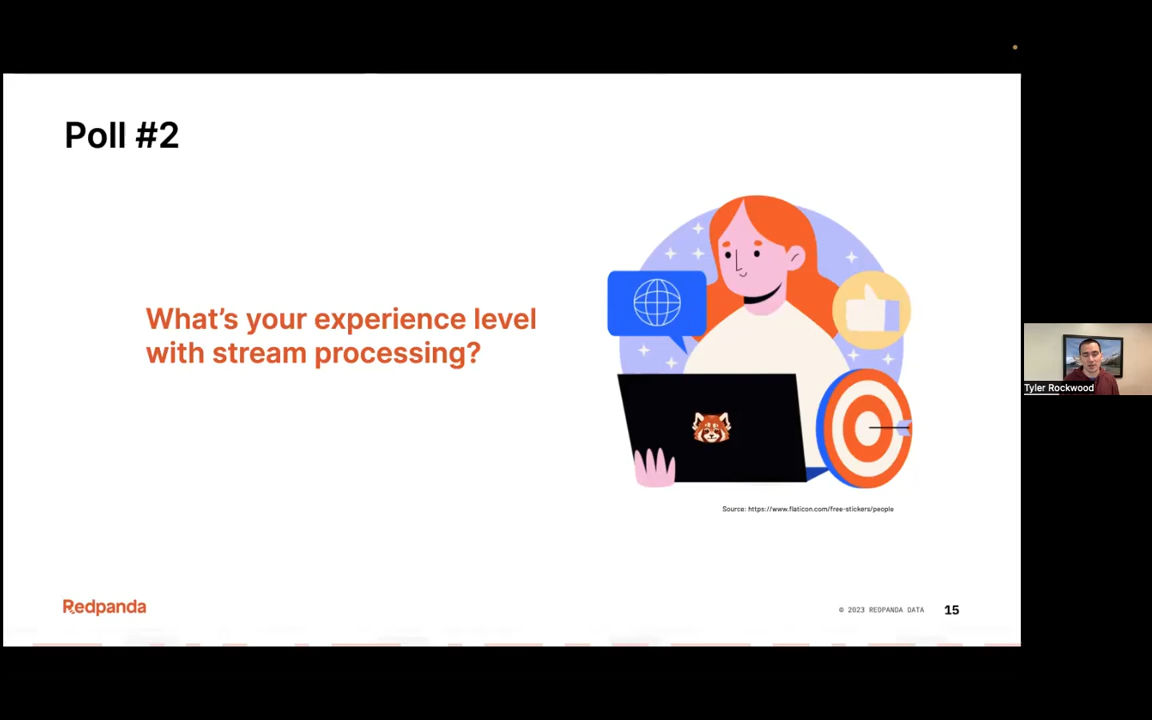 Poll #2
What's your experience level
with stream processing?
Source: https://www.flaticon.com/free-stickers/people
Redpanda
© 2023 REDPANDA DATA
15
Tyler Rockwood